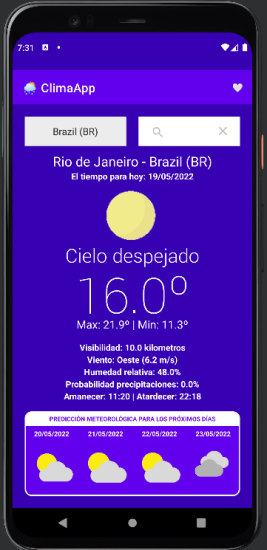 7:31
ClimaApp
Brazil (BR)
Rio de Janeiro - Brazil (BR)
El tiempo para hoy: 19/05/2022
Cielo despejado
16.0º
Max: 21.9º | Min: 11.3º
Visibilidad: 10.0 kilometros
Viento: Oeste (6.2 m/s)
Humedad relativa: 48.0%
Probabilidad precipitaciones: 0.0%
Amanecer: 11:20 | Atardecer: 22:18
PREDICCIÓN METEOROLÓGICA PARA LOS PRÓXIMOS DÍAS
20/05/2022 21/05/2022 22/05/2022 23/05/2022